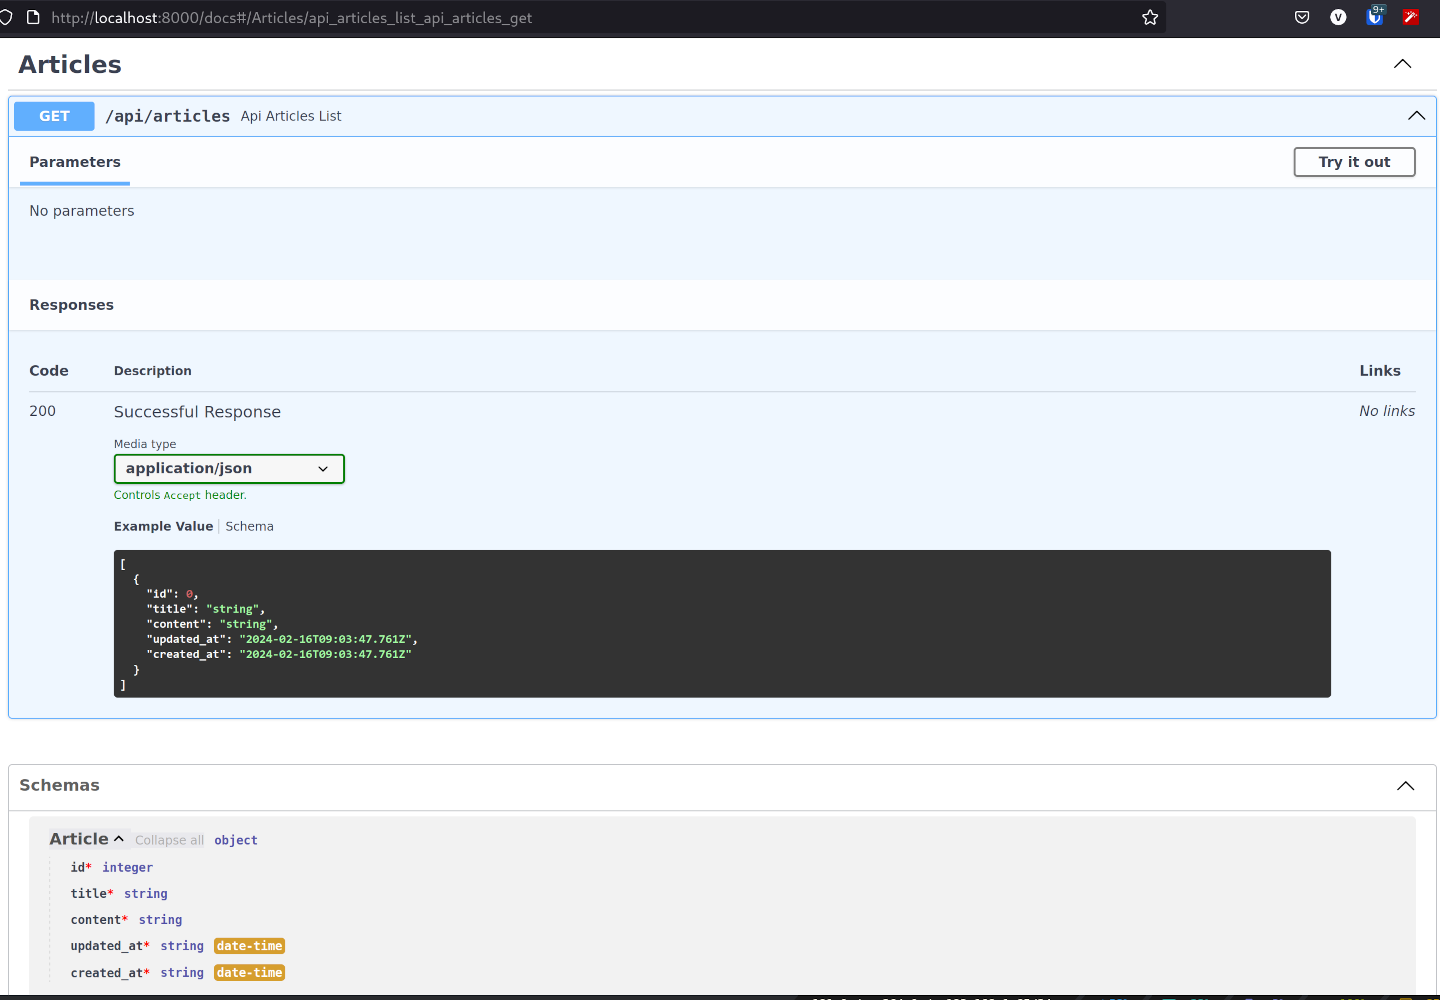 http://localhost:8000/docs#/Articles/api_articles_list_api_articles_get
V
9+
Articles
GET /api/articles Api Articles List
Parameters
Try it out
No parameters
Responses
Code Description Links
200 Successful Response No links
Media type
application/json
Controls Accept header.
Example Value Schema
[
{
"id": 0,
"title": "string",
"content": "string",
"updated_at": "2024-02-16T09:03:47.761Z",
"created_at": "2024-02-16T09:03:47.761Z"
}
]
Schemas
Article Collapse all object
id* integer
title* string
content* string
updated_at* string date-time
created_at* string date-time